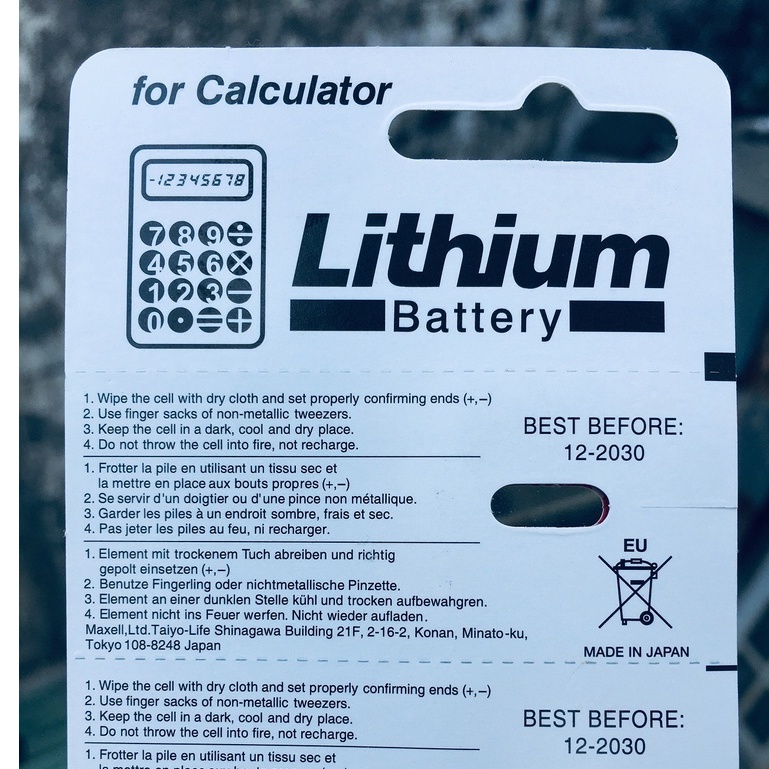 for Calculator
-12345678
7 8 9 ÷
4 5 6 ×
1 2 3 −
0 • = +
Lithium
Battery
1. Wipe the cell with dry cloth and set properly confirming ends (+,−)
2. Use finger sacks of non-metallic tweezers.
3. Keep the cell in a dark, cool and dry place.
4. Do not throw the cell into fire, not recharge.
BEST BEFORE:
12-2030
1. Frotter la pile en utilisant un tissu sec et
la mettre en place aux bouts propres (+,−)
2. Se servir d'un doigtier ou d'une pince non métallique.
3. Garder les piles à un endroit sombre, frais et sec.
4. Pas jeter les piles au feu, ni recharger.
1. Element mit trockenem Tuch abreiben und richtig
gepolt einsetzen (+,−)
2. Benutze Fingerling oder nichtmetallische Pinzette.
3. Element an einer dunklen Stelle kühl und trocken aufbewahgren.
4. Element nicht ins Feuer werfen. Nicht wieder aufladen.
Maxell,Ltd.Taiyo-Life Shinagawa Building 21F, 2-16-2, Konan, Minato-ku,
Tokyo 108-8248 Japan
EU
MADE IN JAPAN
1. Wipe the cell with dry cloth and set properly confirming ends (+,−)
2. Use finger sacks of non-metallic tweezers.
3. Keep the cell in a dark, cool and dry place.
4. Do not throw the cell into fire, not recharge.
BEST BEFORE:
12-2030
1. Frotter la pile en utilisant un tissu sec et